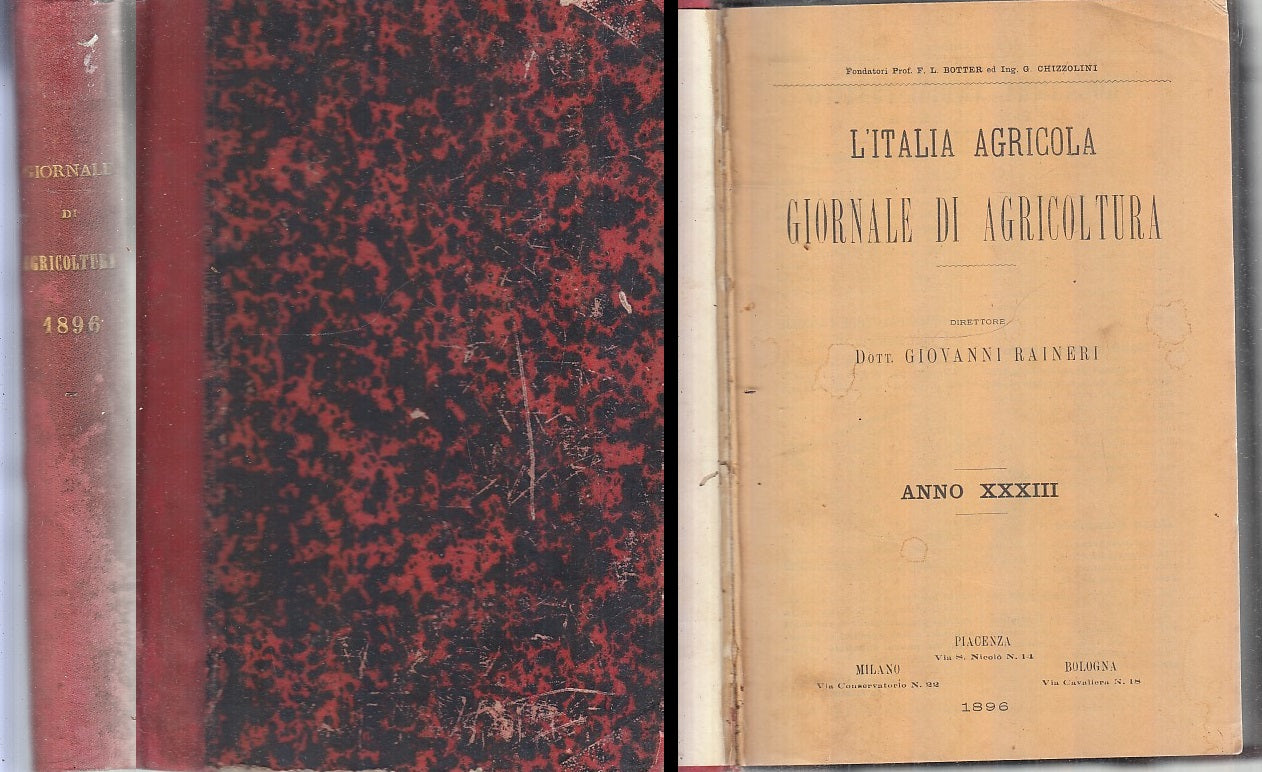 GIORNALE
DI
AGRICOLTURA
1896
Fondatori Prof. F. L. BOTTER ed Ing. G. CHIZZOLINI
L'ITALIA AGRICOLA
GIORNALE DI AGRICOLTURA
DIRETTORE
DOTT. GIOVANNI RAINERI
ANNO XXXIII
PIACENZA
Via S. Nicolò N. 14
MILANO
Via Conservatorio N. 22
BOLOGNA
Via Cavaliera N. 18
1896